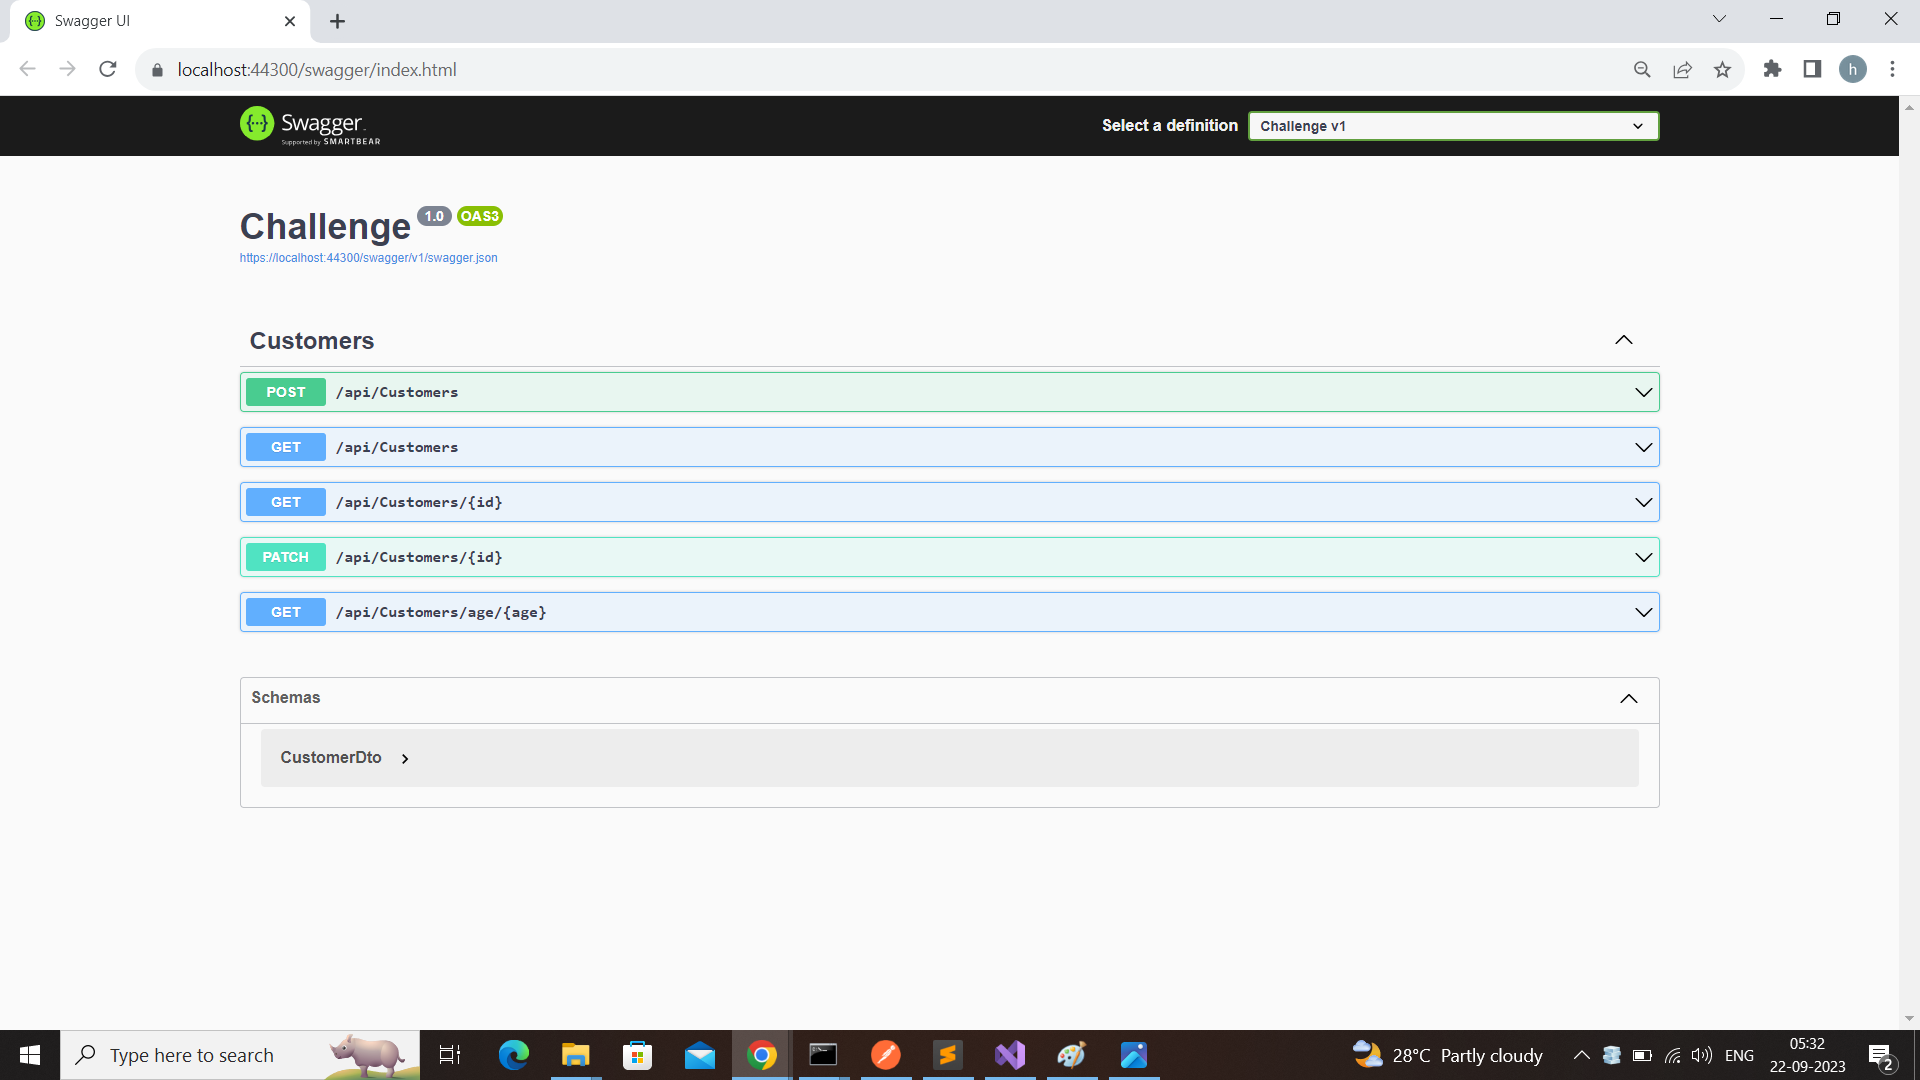 Swagger UI
localhost:44300/swagger/index.html
h
Swagger.
Supported by SMARTBEAR
Select a definition
Challenge v1
Challenge 1.0 OAS3
https://localhost:44300/swagger/v1/swagger.json
Customers
POST /api/Customers
GET /api/Customers
GET /api/Customers/{id}
PATCH /api/Customers/{id}
GET /api/Customers/age/{age}
Schemas
CustomerDto
Type here to search
28°C Partly cloudy
ENG
05:32
22-09-2023
2